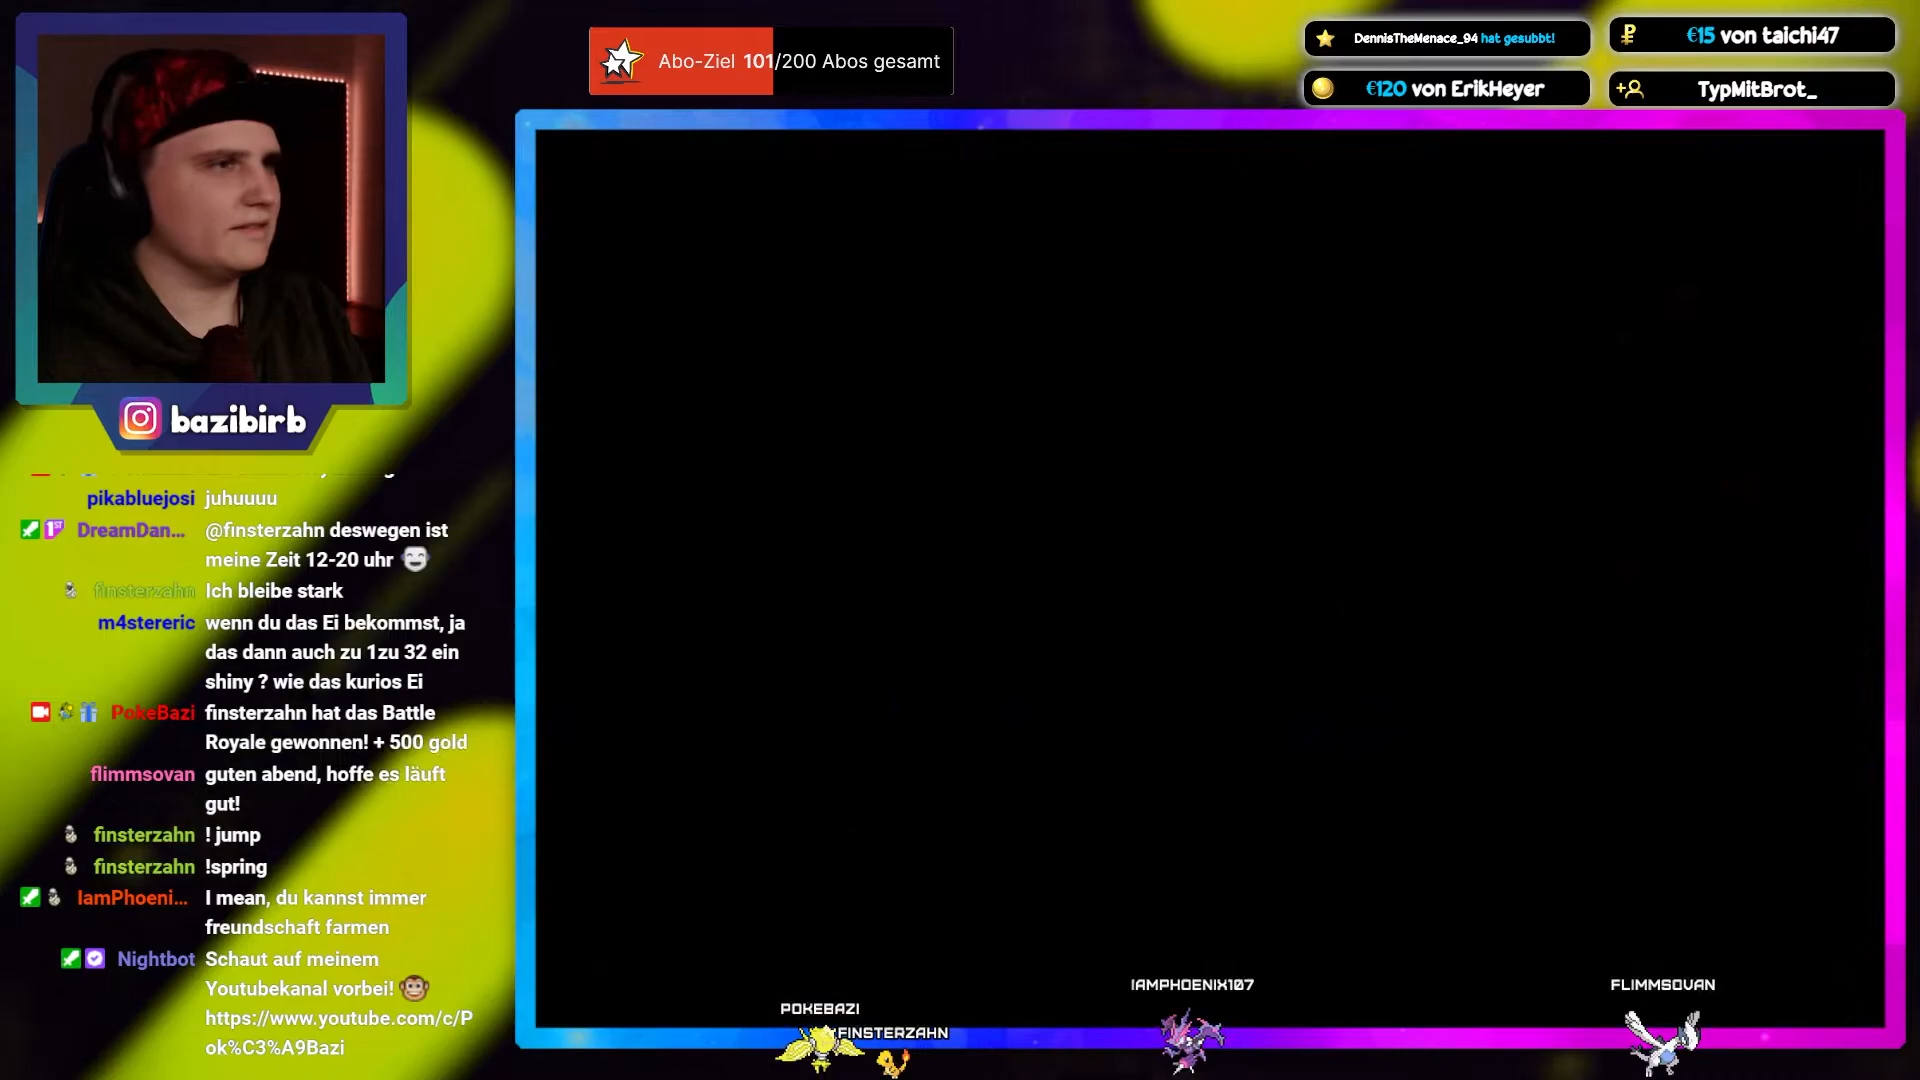 Abo-Ziel 101/200 Abos gesamt
DennisTheMenace_94 hat gesubbt!
€15 von taichi47
€120 von ErikHeyer
TypMitBrot_
bazibirb
pikabluejosi juhuuuu
DreamDan... @finsterzahn deswegen ist
meine Zeit 12-20 uhr
finsterzahn Ich bleibe stark
m4stereric wenn du das Ei bekommst, ja
das dann auch zu 1zu 32 ein
shiny ? wie das kurios Ei
PokeBazi finsterzahn hat das Battle
Royale gewonnen! + 500 gold
flimmsovan guten abend, hoffe es läuft
gut!
finsterzahn ! jump
finsterzahn !spring
IamPhoeni... I mean, du kannst immer
freundschaft farmen
Nightbot Schaut auf meinem
Youtubekanal vorbei!
https://www.youtube.com/c/P
ok%C3%A9Bazi
POKEBAZI
FINSTERZAHN
IAMPHOENIX107
FLIMMSOVAN